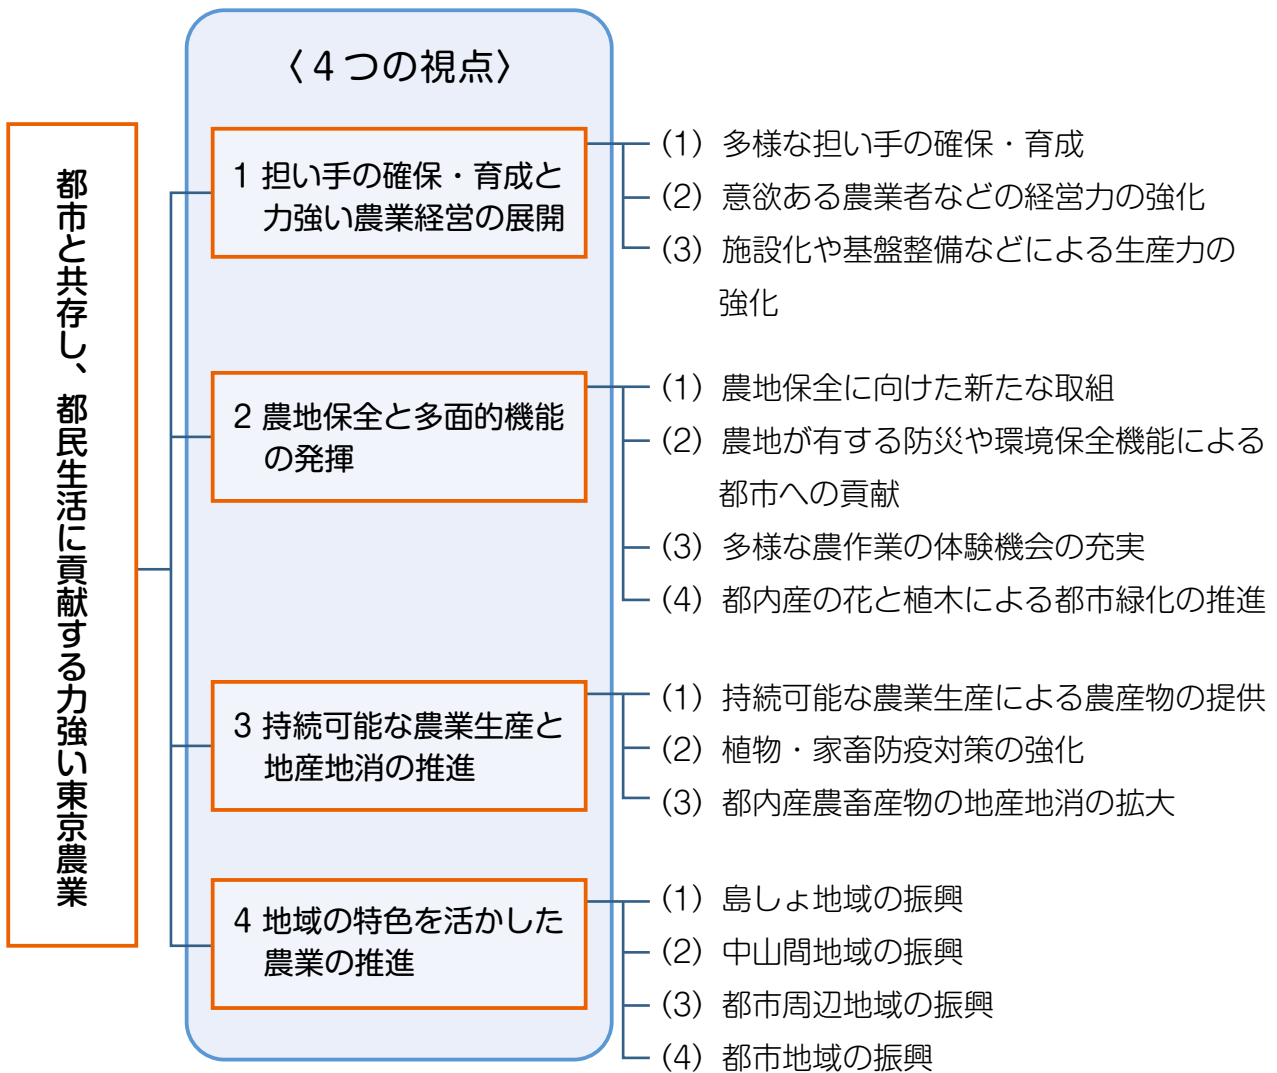 都市と共存し、都民生活に貢献する力強い東京農業
〈４つの視点〉
1 担い手の確保・育成と
力強い農業経営の展開
(1) 多様な担い手の確保・育成
(2) 意欲ある農業者などの経営力の強化
(3) 施設化や基盤整備などによる生産力の
強化
2 農地保全と多面的機能
の発揮
(1) 農地保全に向けた新たな取組
(2) 農地が有する防災や環境保全機能による
都市への貢献
(3) 多様な農作業の体験機会の充実
(4) 都内産の花と植木による都市緑化の推進
3 持続可能な農業生産と
地産地消の推進
(1) 持続可能な農業生産による農産物の提供
(2) 植物・家畜防疫対策の強化
(3) 都内産農畜産物の地産地消の拡大
4 地域の特色を活かした
農業の推進
(1) 島しょ地域の振興
(2) 中山間地域の振興
(3) 都市周辺地域の振興
(4) 都市地域の振興